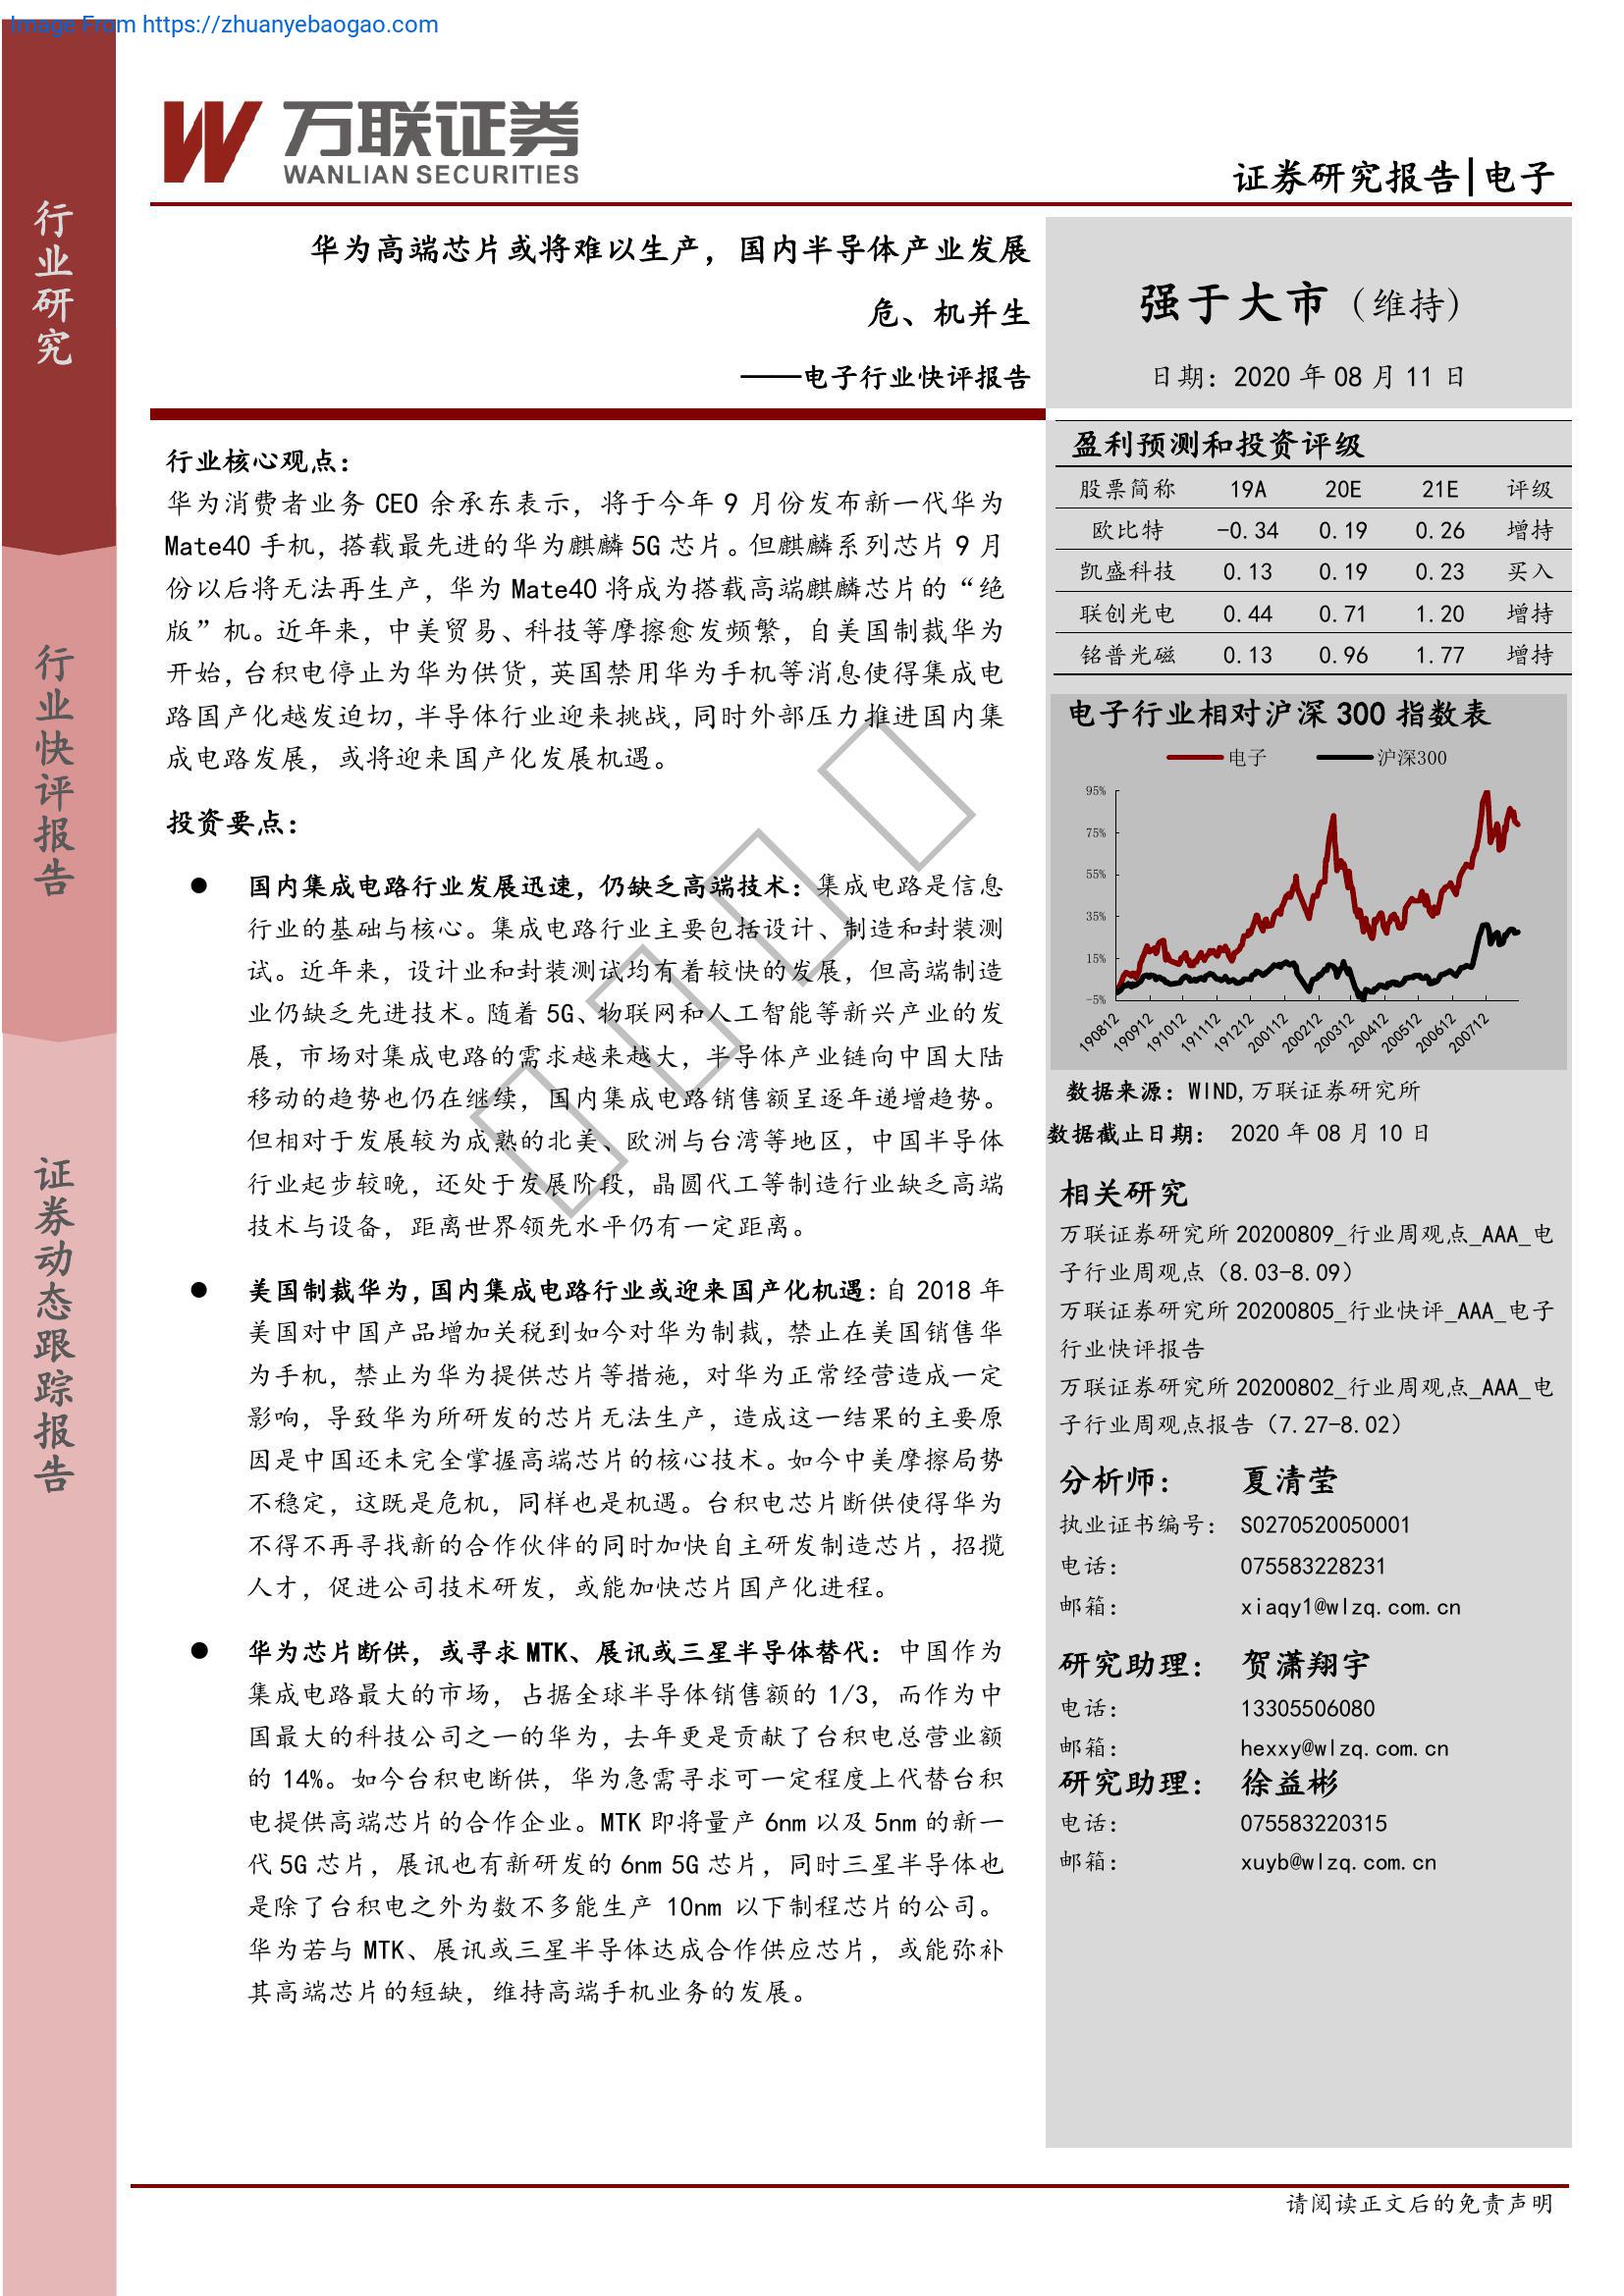 Image From https://zhuanyebaogao.com
万联证券
WANLIAN SECURITIES
证券研究报告|电子
行业研究
行业快评报告
证券动态跟踪报告
华为高端芯片或将难以生产，国内半导体产业发展
危、机并生
——电子行业快评报告
行业核心观点：
华为消费者业务 CEO 余承东表示，将于今年 9 月份发布新一代华为
Mate40 手机，搭载最先进的华为麒麟 5G 芯片。但麒麟系列芯片 9 月
份以后将无法再生产，华为 Mate40 将成为搭载高端麒麟芯片的“绝
版”机。近年来，中美贸易、科技等摩擦愈发频繁，自美国制裁华为
开始，台积电停止为华为供货，英国禁用华为手机等消息使得集成电
路国产化越发迫切，半导体行业迎来挑战，同时外部压力推进国内集
成电路发展，或将迎来国产化发展机遇。
投资要点：
● 国内集成电路行业发展迅速，仍缺乏高端技术：集成电路是信息
行业的基础与核心。集成电路行业主要包括设计、制造和封装测
试。近年来，设计业和封装测试均有着较快的发展，但高端制造
业仍缺乏先进技术。随着 5G、物联网和人工智能等新兴产业的发
展，市场对集成电路的需求越来越大，半导体产业链向中国大陆
移动的趋势也仍在继续，国内集成电路销售额呈逐年递增趋势。
但相对于发展较为成熟的北美、欧洲与台湾等地区，中国半导体
行业起步较晚，还处于发展阶段，晶圆代工等制造行业缺乏高端
技术与设备，距离世界领先水平仍有一定距离。
● 美国制裁华为，国内集成电路行业或迎来国产化机遇：自 2018 年
美国对中国产品增加关税到如今对华为制裁，禁止在美国销售华
为手机，禁止为华为提供芯片等措施，对华为正常经营造成一定
影响，导致华为所研发的芯片无法生产，造成这一结果的主要原
因是中国还未完全掌握高端芯片的核心技术。如今中美摩擦局势
不稳定，这既是危机，同样也是机遇。台积电芯片断供使得华为
不得不再寻找新的合作伙伴的同时加快自主研发制造芯片，招揽
人才，促进公司技术研发，或能加快芯片国产化进程。
● 华为芯片断供，或寻求 MTK、展讯或三星半导体替代：中国作为
集成电路最大的市场，占据全球半导体销售额的 1/3，而作为中
国最大的科技公司之一的华为，去年更是贡献了台积电总营业额
的 14%。如今台积电断供，华为急需寻求可一定程度上代替台积
电提供高端芯片的合作企业。MTK 即将量产 6nm 以及 5nm 的新一
代 5G 芯片，展讯也有新研发的 6nm 5G 芯片，同时三星半导体也
是除了台积电之外为数不多能生产 10nm 以下制程芯片的公司。
华为若与 MTK、展讯或三星半导体达成合作供应芯片，或能弥补
其高端芯片的短缺，维持高端手机业务的发展。
强于大市（维持）
日期：2020 年 08 月 11 日
盈利预测和投资评级
股票简称 19A 20E 21E 评级
欧比特 -0.34 0.19 0.26 增持
凯盛科技 0.13 0.19 0.23 买入
联创光电 0.44 0.71 1.20 增持
铭普光磁 0.13 0.96 1.77 增持
电子行业相对沪深 300 指数表
电子 沪深300
95%
75%
55%
35%
15%
-5%
190812 190912 191012 191112 191212 200112 200212 200312 200412 200512 200612 200712
数据来源：WIND,万联证券研究所
数据截止日期： 2020 年 08 月 10 日
相关研究
万联证券研究所 20200809_行业周观点_AAA_电
子行业周观点（8.03-8.09）
万联证券研究所 20200805_行业快评_AAA_电子
行业快评报告
万联证券研究所 20200802_行业周观点_AAA_电
子行业周观点报告（7.27-8.02）
分析师： 夏清莹
执业证书编号： S0270520050001
电话： 075583228231
邮箱： xiaqy1@wlzq.com.cn
研究助理： 贺潇翔宇
电话： 13305506080
邮箱： hexxy@wlzq.com.cn
研究助理： 徐益彬
电话： 075583220315
邮箱： xuyb@wlzq.com.cn
请阅读正文后的免责声明